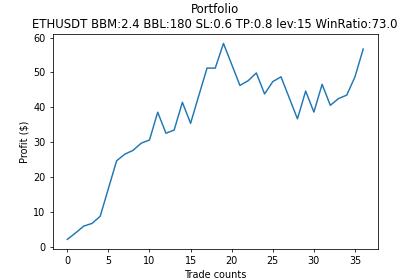 Portfolio
ETHUSDT BBM:2.4 BBL:180 SL:0.6 TP:0.8 lev:15 WinRatio:73.0
60
50
40
30
20
10
0
Profit ($)
0 5 10 15 20 25 30 35
Trade counts